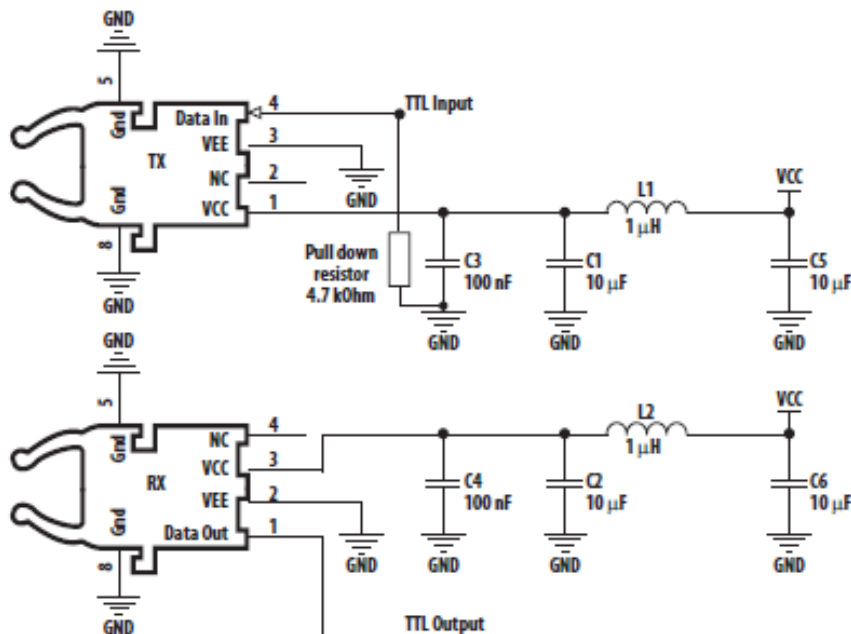 GND
5
Gnd
Data In
4
TTL Input
VEE
3
TX
NC
2
GND
L1
VCC
Gnd
VCC
1
1 μH
8
Pull down
resistor
4.7 kOhm
C3
100 nF
C1
10 μF
C5
10 μF
GND
GND
GND
GND
GND
5
Gnd
NC
4
L2
VCC
VCC
3
1 μH
RX
VEE
2
C4
100 nF
C2
10 μF
C6
10 μF
Gnd
Data Out
1
GND
GND
GND
GND
8
GND
TTL Output